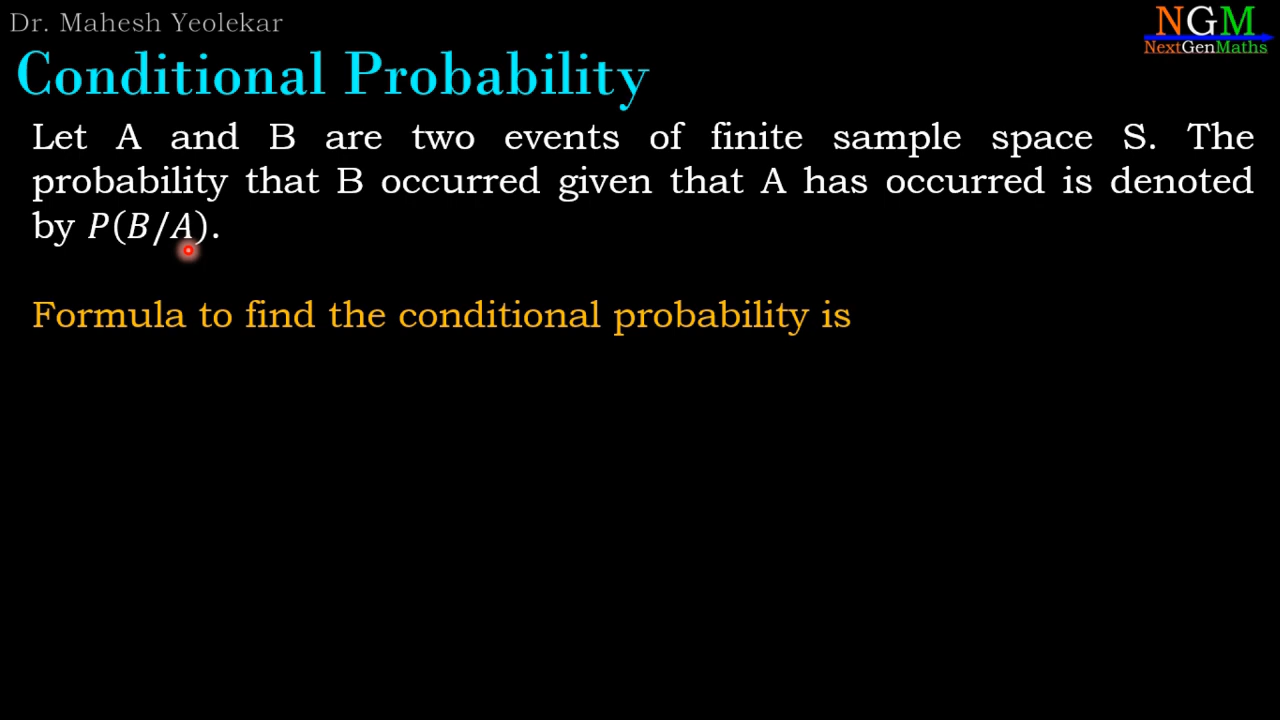 Dr. Mahesh Yeolekar
NGM
NextGenMaths
Conditional Probability
Let A and B are two events of finite sample space S. The
probability that B occurred given that A has occurred is denoted
by P(B/A).
Formula to find the conditional probability is